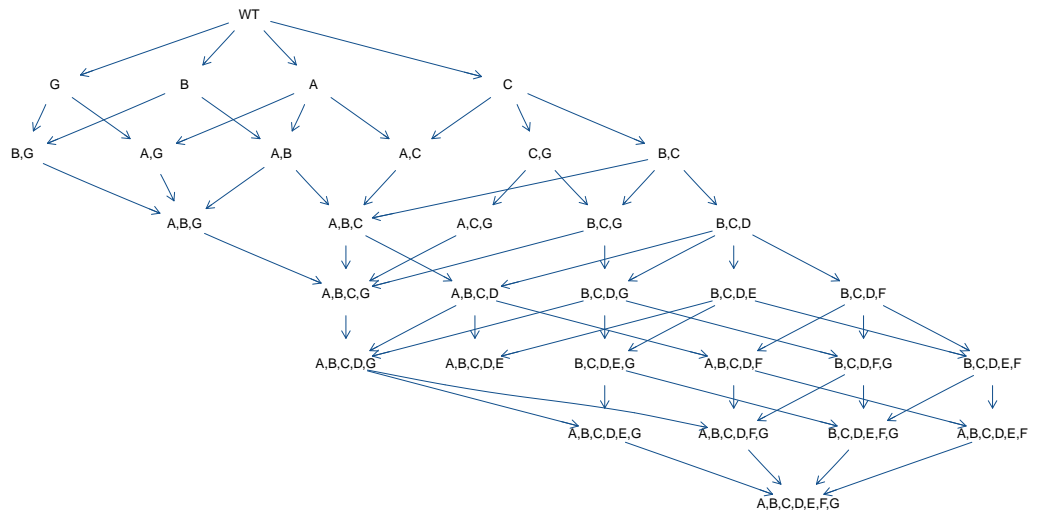 WT
G B A C
B,G A,G A,B A,C C,G B,C
A,B,G A,B,C A,C,G B,C,G B,C,D
A,B,C,G A,B,C,D B,C,D,G B,C,D,E B,C,D,F
A,B,C,D,G A,B,C,D,E B,C,D,E,G A,B,C,D,F B,C,D,F,G B,C,D,E,F
A,B,C,D,E,G A,B,C,D,F,G B,C,D,E,F,G A,B,C,D,E,F
A,B,C,D,E,F,G